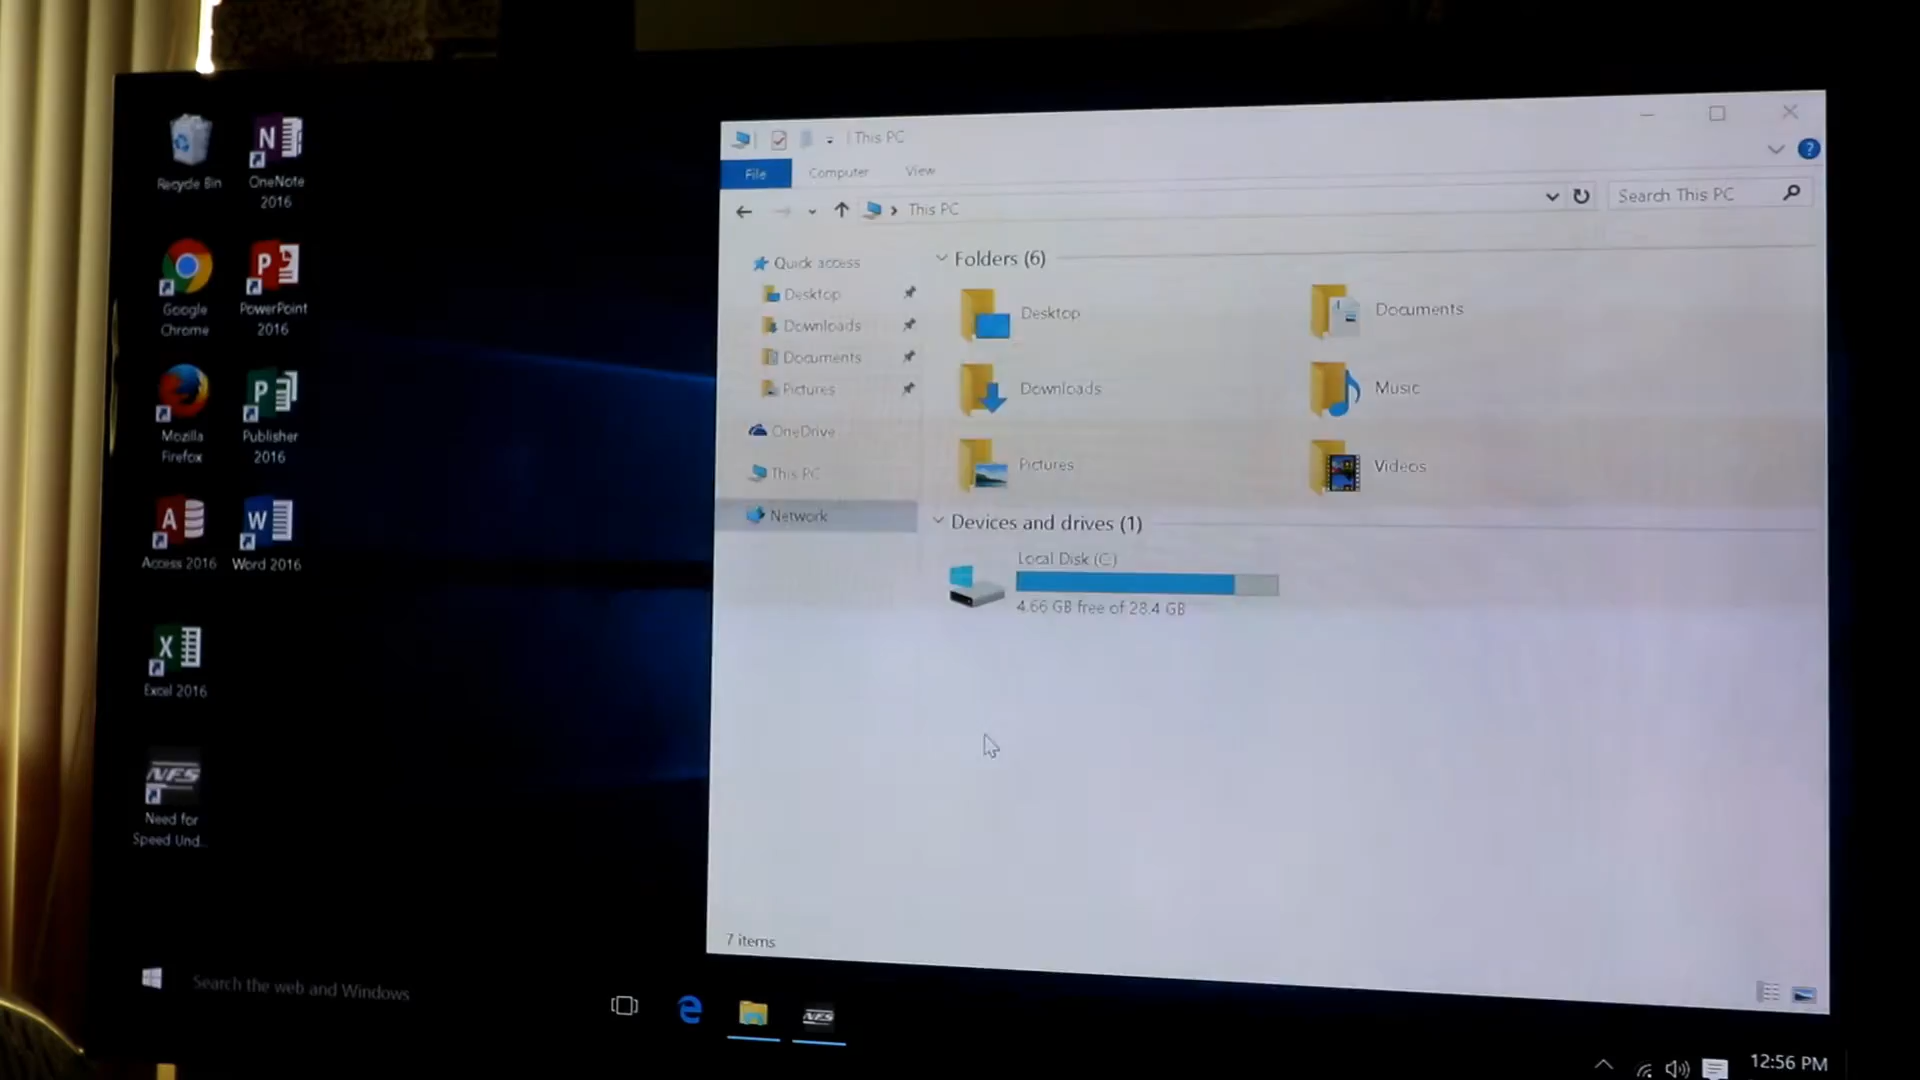 Recycle Bin
OneNote
2016
Google
Chrome
PowerPoint
2016
Mozilla
Firefox
Publisher
2016
Access 2016
Word 2016
Excel 2016
NFS
Need for
Speed Und...
This PC
File
Computer
View
This PC
Search This PC
Quick access
Desktop
Downloads
Documents
Pictures
OneDrive
This PC
Network
Folders (6)
Desktop
Documents
Downloads
Music
Pictures
Videos
Devices and drives (1)
Local Disk (C:)
4.66 GB free of 28.4 GB
7 items
Search the web and Windows
NFS
12:56 PM